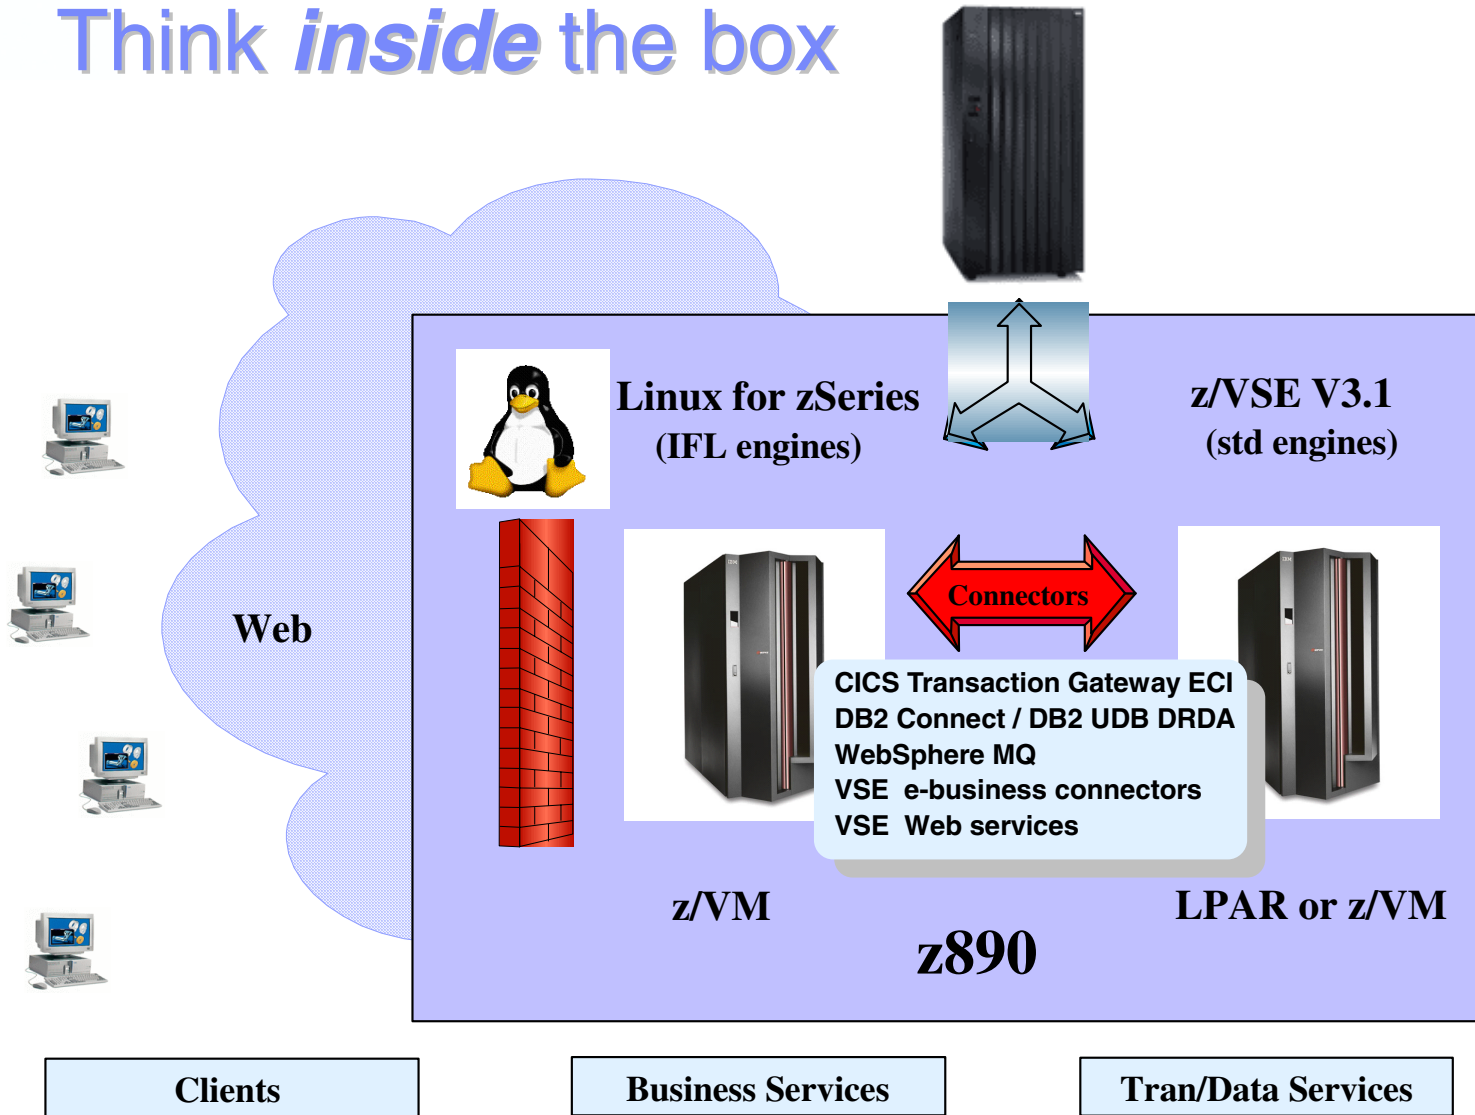 Think inside the box
Linux for zSeries
(IFL engines)
z/VSE V3.1
(std engines)
Web
Connectors
CICS Transaction Gateway ECI
DB2 Connect / DB2 UDB DRDA
WebSphere MQ
VSE e-business connectors
VSE Web services
z/VM
LPAR or z/VM
z890
Clients
Business Services
Tran/Data Services